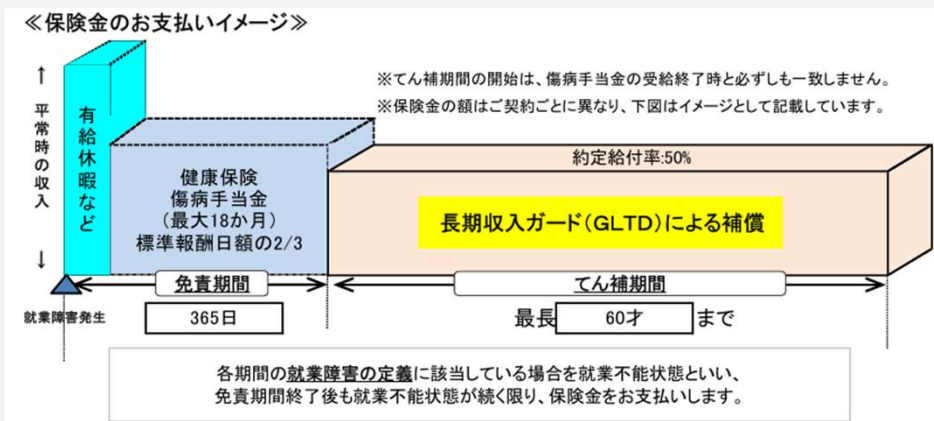 ≪保険金のお支払いイメージ≫
※てん補期間の開始は、傷病手当金の受給終了時と必ずしも一致しません。
※保険金の額はご契約ごとに異なり、下図はイメージとして記載しています。
↑
平常時の収入
↓
有給休暇など
健康保険
傷病手当金
(最大18か月)
標準報酬日額の2/3
約定給付率:50%
長期収入ガード(GLTD)による補償
免責期間
てん補期間
就業障害発生
365日
最長 60才 まで
各期間の就業障害の定義に該当している場合を就業不能状態といい、
免責期間終了後も就業不能状態が続く限り、保険金をお支払いします。